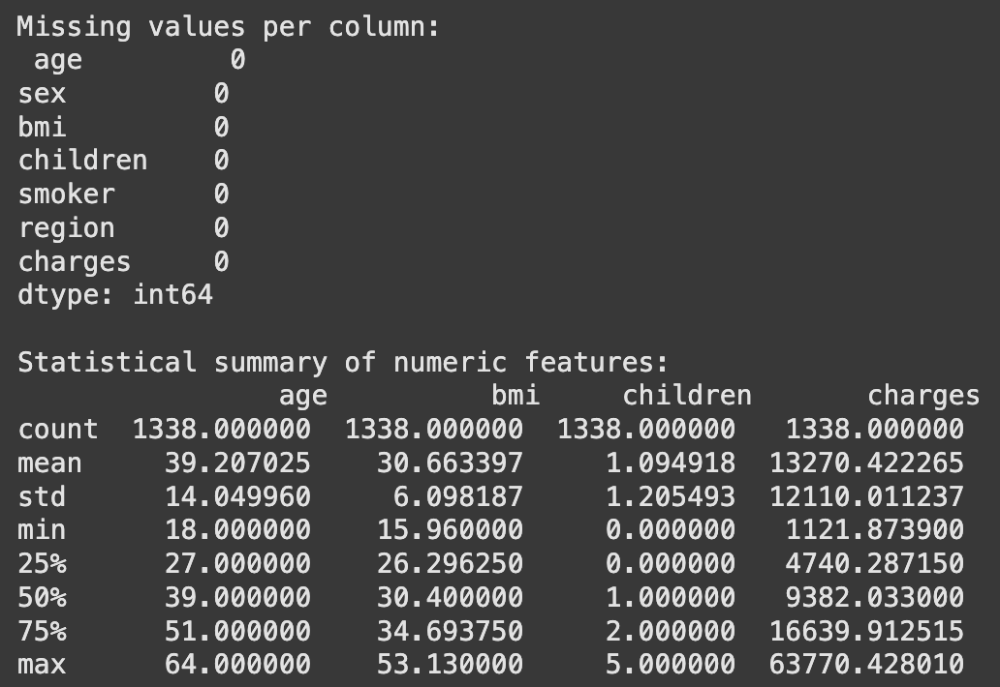 Missing values per column:
 age         0
sex         0
bmi         0
children    0
smoker      0
region      0
charges     0
dtype: int64

Statistical summary of numeric features:
                age          bmi     children       charges
count  1338.000000  1338.000000  1338.000000   1338.000000
mean     39.207025    30.663397     1.094918  13270.422265
std      14.049960     6.098187     1.205493  12110.011237
min      18.000000    15.960000     0.000000   1121.873900
25%      27.000000    26.296250     0.000000   4740.287150
50%      39.000000    30.400000     1.000000   9382.033000
75%      51.000000    34.693750     2.000000  16639.912515
max      64.000000    53.130000     5.000000  63770.428010